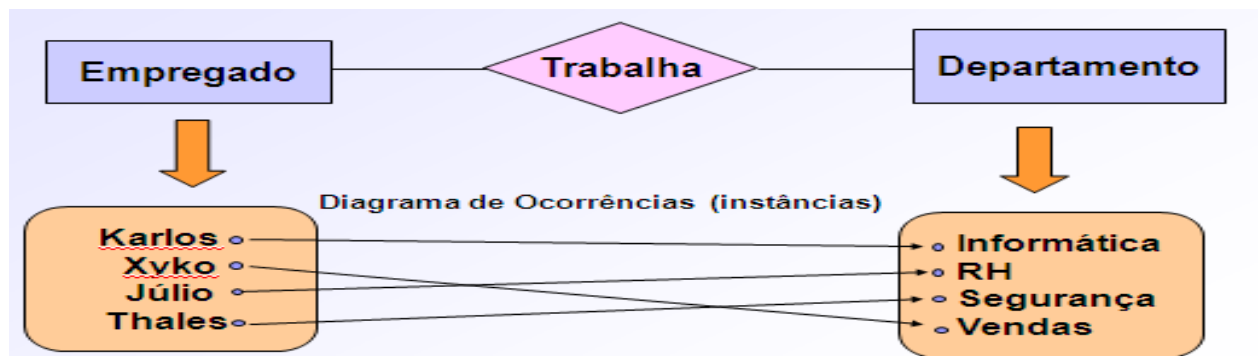 Empregado
Trabalha
Departamento
Diagrama de Ocorrências (instâncias)
Karlos
Xyko
Júlio
Thales
Informática
RH
Segurança
Vendas